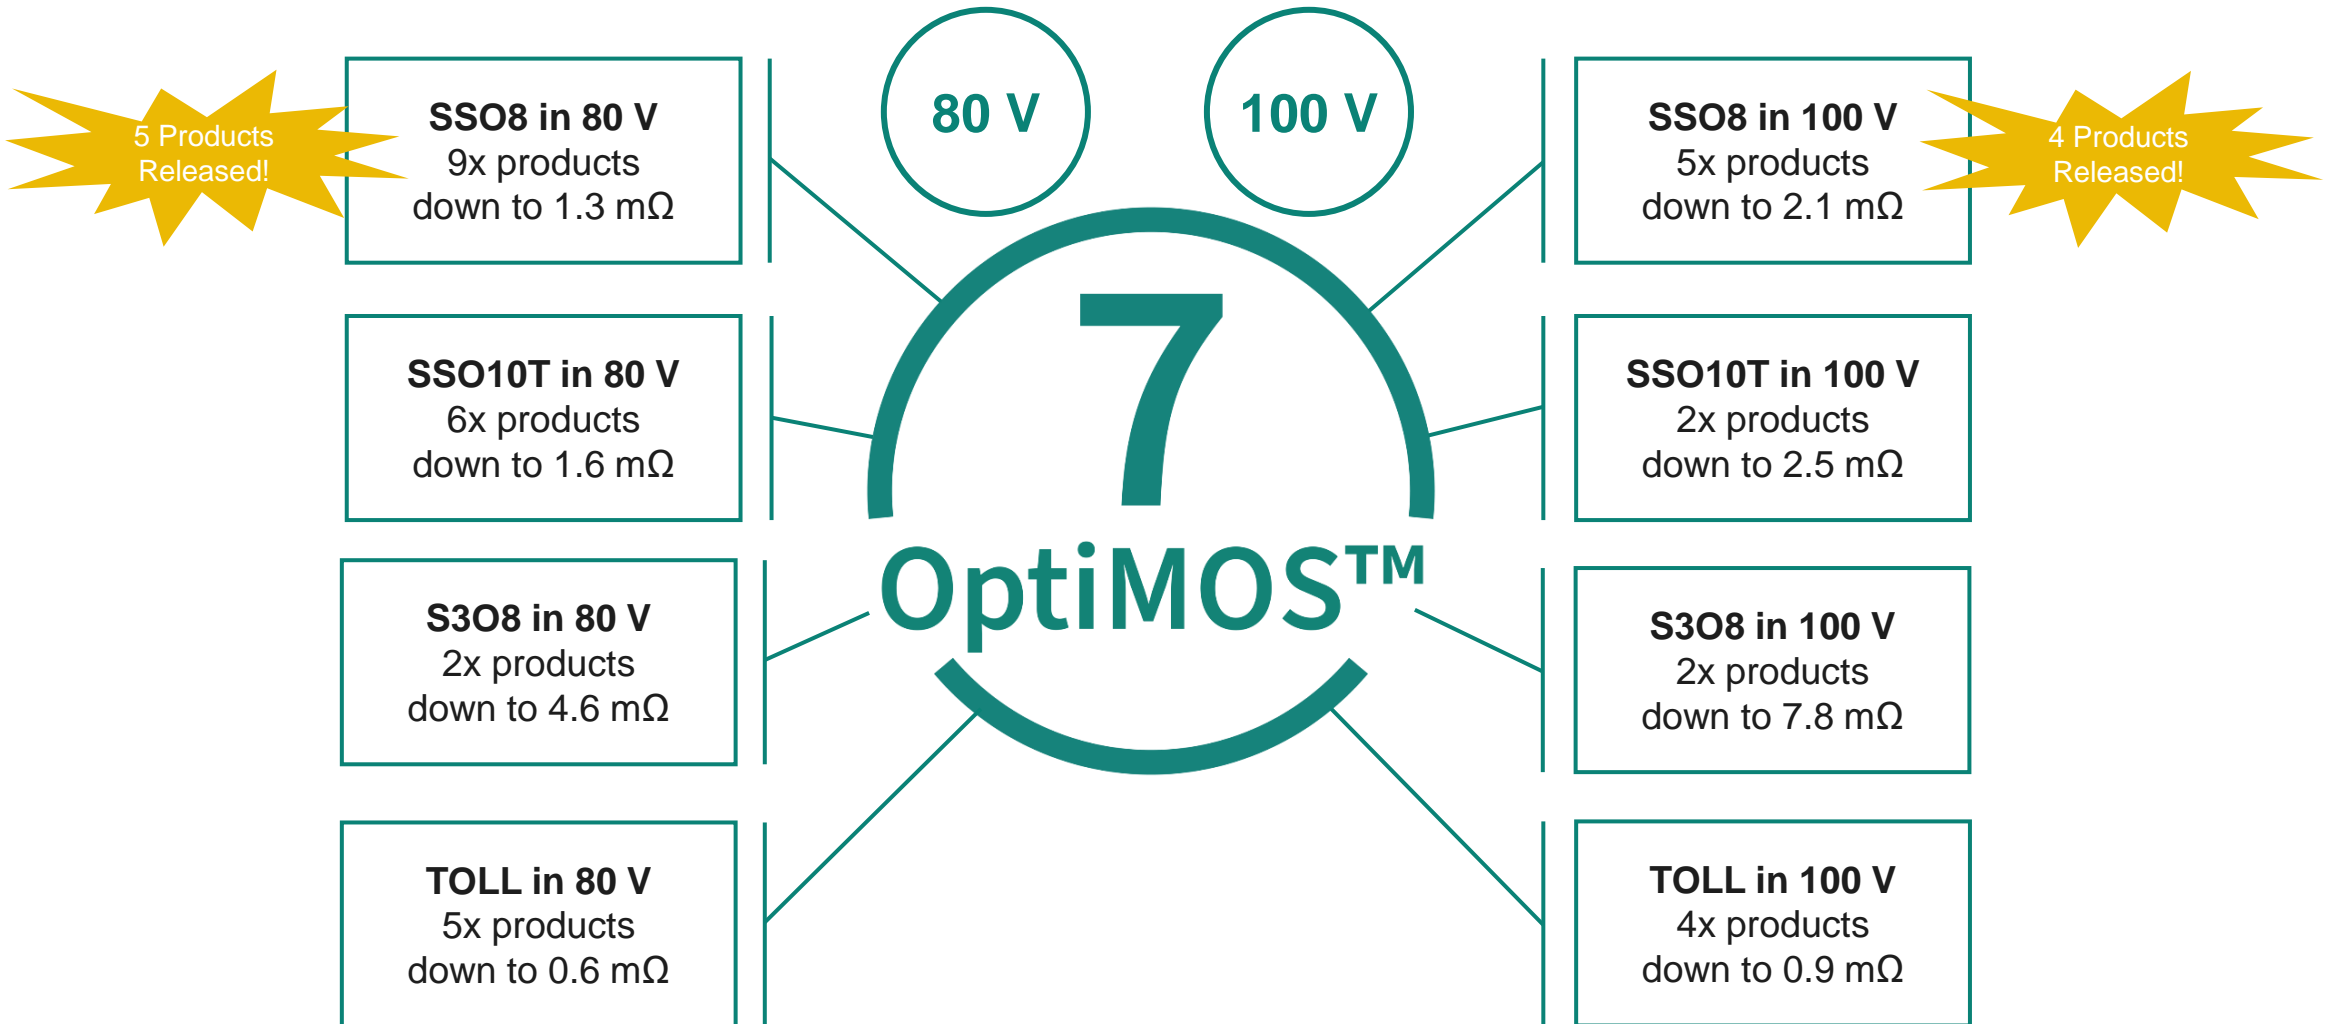 80 V
100 V
5 Products
Released!
SSO8 in 80 V
9x products
down to 1.3 mΩ
SSO8 in 100 V
5x products
down to 2.1 mΩ
4 Products
Released!
SSO10T in 80 V
6x products
down to 1.6 mΩ
7
OptiMOS™
SSO10T in 100 V
2x products
down to 2.5 mΩ
S3O8 in 80 V
2x products
down to 4.6 mΩ
S3O8 in 100 V
2x products
down to 7.8 mΩ
TOLL in 80 V
5x products
down to 0.6 mΩ
TOLL in 100 V
4x products
down to 0.9 mΩ